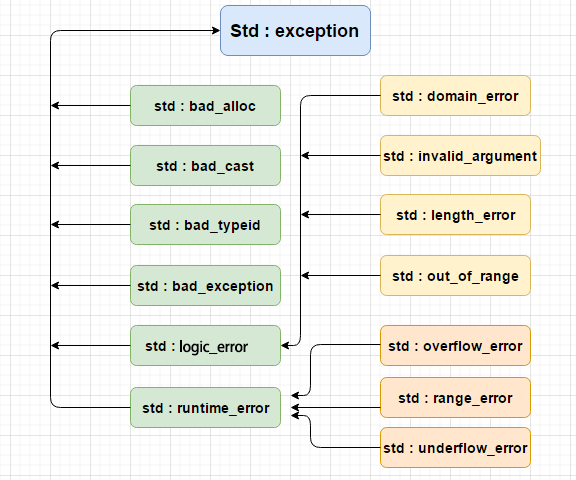 Std : exception
std : bad_alloc
std : domain_error
std : bad_cast
std : invalid_argument
std : bad_typeid
std : length_error
std : bad_exception
std : out_of_range
std : logic_error
std : overflow_error
std : runtime_error
std : range_error
std : underflow_error